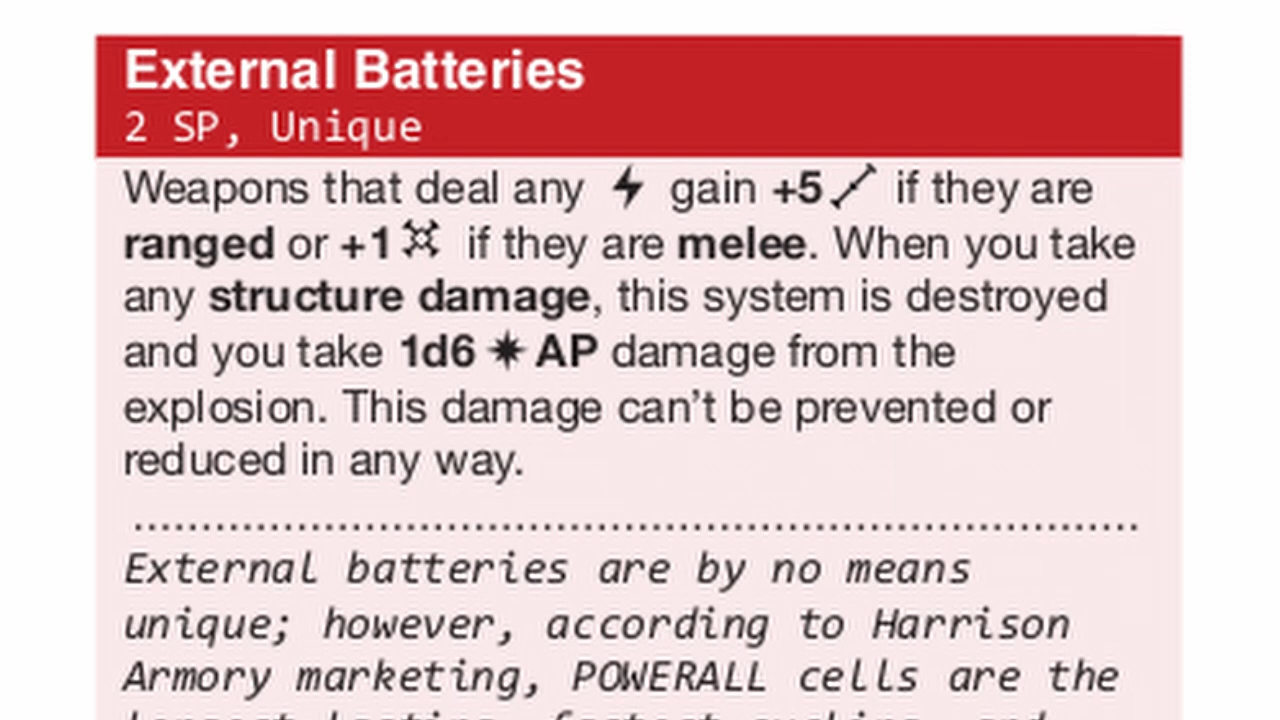 External Batteries
2 SP, Unique
Weapons that deal any gain +5 if they are
ranged or +1 if they are melee. When you take
any structure damage, this system is destroyed
and you take 1d6 AP damage from the
explosion. This damage can’t be prevented or
reduced in any way.
External batteries are by no means
unique; however, according to Harrison
Armory marketing, POWERALL cells are the